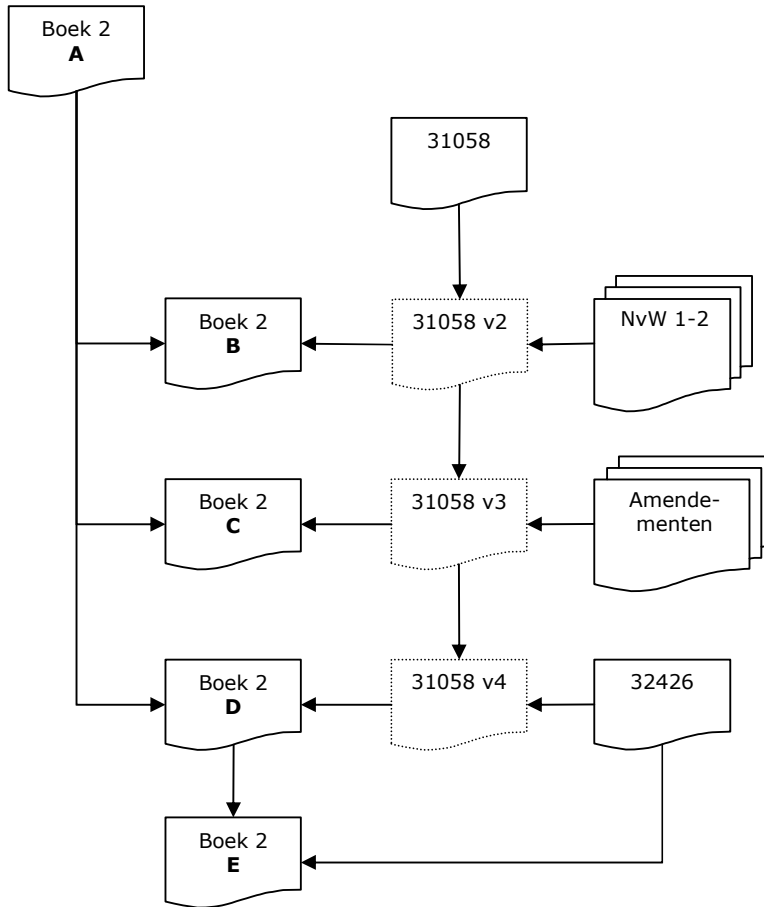 Boek 2
A
31058
Boek 2
B
31058 v2
NvW 1-2
Boek 2
C
31058 v3
Amende-
menten
Boek 2
D
31058 v4
32426
Boek 2
E